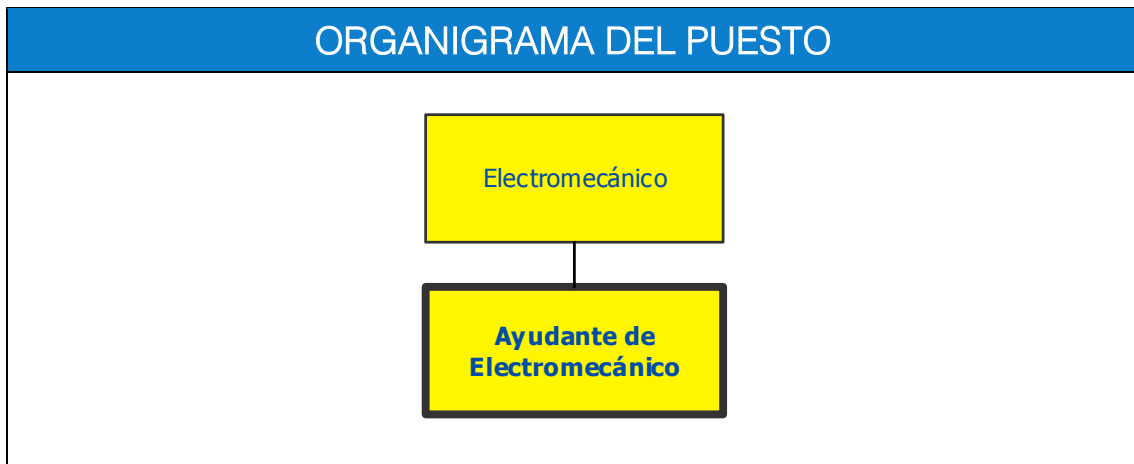 ORGANIGRAMA DEL PUESTO
Electromecánico
Ayudante de
Electromecánico